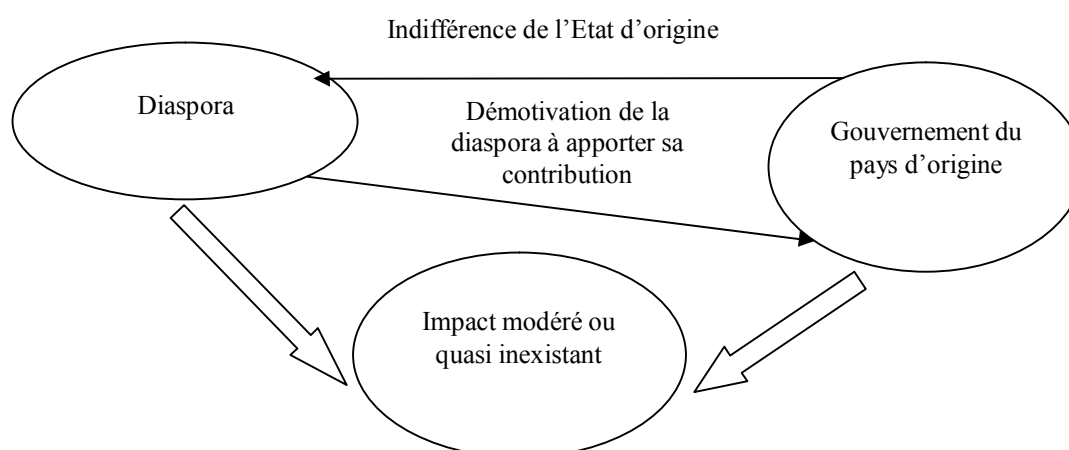 Indifférence de l’Etat d’origine
Diaspora
Démotivation de la
diaspora à apporter sa
contribution
Gouvernement du
pays d’origine
Impact modéré ou
quasi inexistant